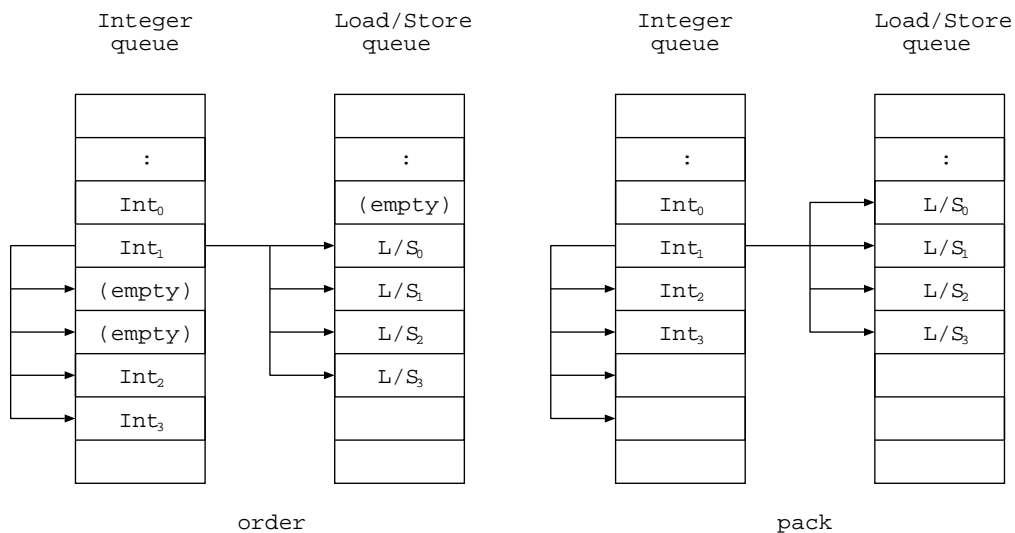 Integer
queue
Load/Store
queue
:
Int₀
Int₁
(empty)
(empty)
Int₂
Int₃
:
(empty)
L/S₀
L/S₁
L/S₂
L/S₃
order
Integer
queue
Load/Store
queue
:
Int₀
Int₁
Int₂
Int₃
:
L/S₀
L/S₁
L/S₂
L/S₃
pack